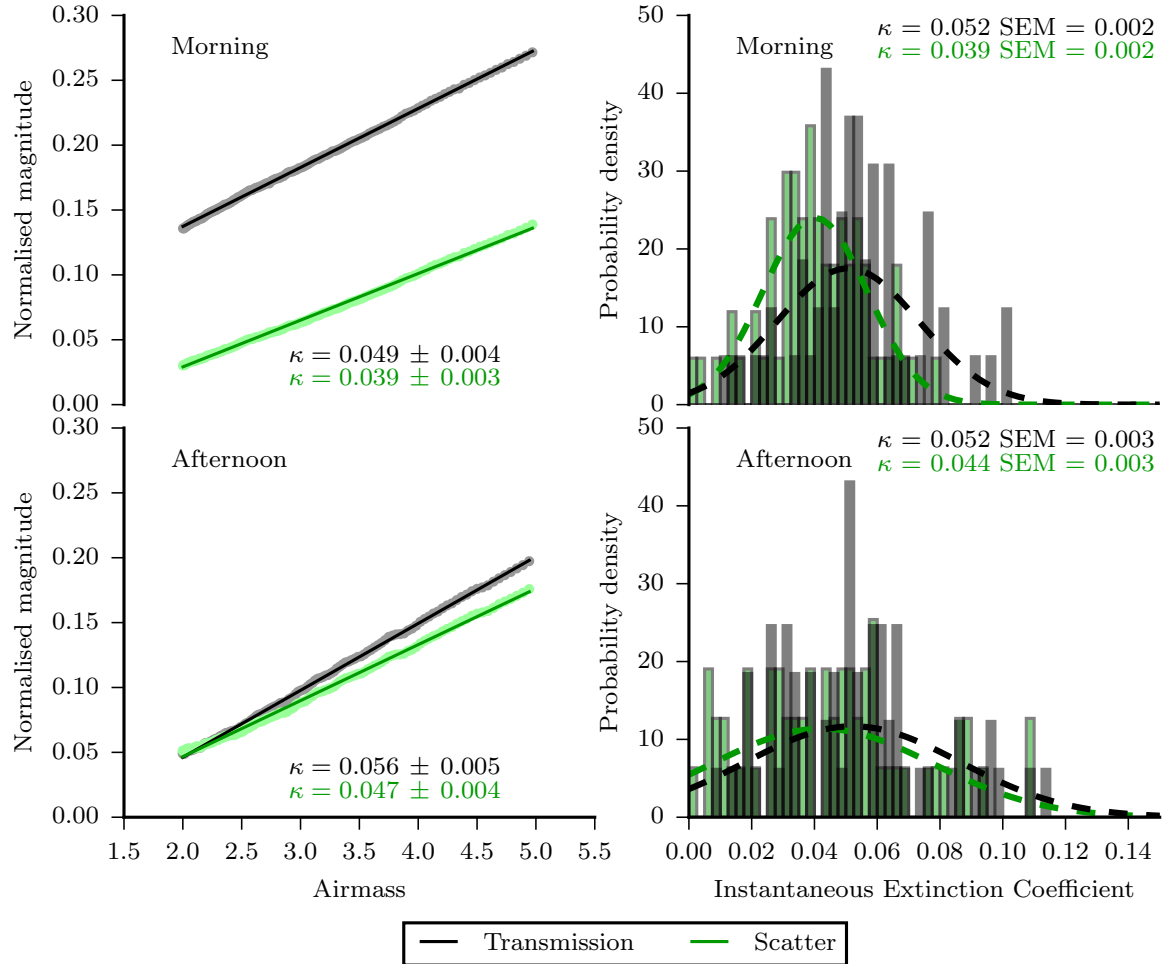 0.30
0.25
0.20
0.15
0.10
0.05
0.00
Normalised magnitude
Morning
κ = 0.049 ± 0.004
κ = 0.039 ± 0.003
50
40
30
20
10
0
Probability density
Morning
κ = 0.052 SEM = 0.002
κ = 0.039 SEM = 0.002
0.30
0.25
0.20
0.15
0.10
0.05
0.00
Normalised magnitude
Afternoon
κ = 0.056 ± 0.005
κ = 0.047 ± 0.004
1.5 2.0 2.5 3.0 3.5 4.0 4.5 5.0 5.5
Airmass
50
40
30
20
10
0
Probability density
Afternoon
κ = 0.052 SEM = 0.003
κ = 0.044 SEM = 0.003
0.00 0.02 0.04 0.06 0.08 0.10 0.12 0.14
Instantaneous Extinction Coefficient
Transmission Scatter